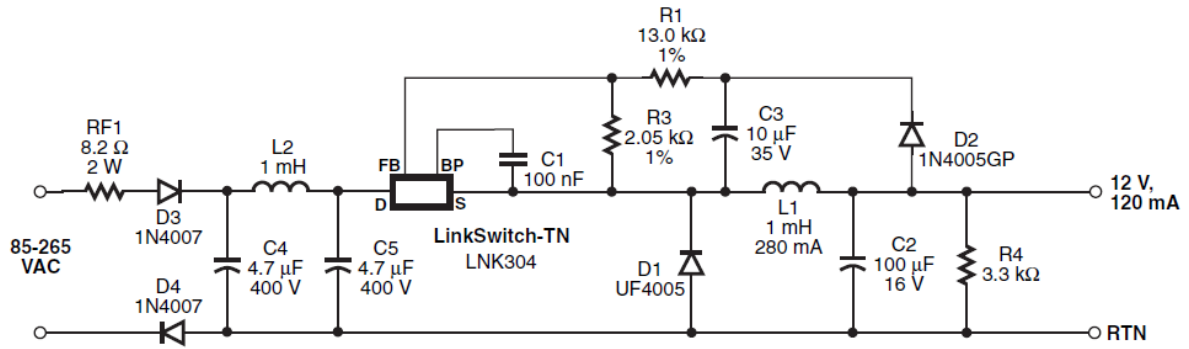 R1
13.0 kΩ
1%
RF1
8.2 Ω
2 W
L2
1 mH
FB
BP
C1
100 nF
R3
2.05 kΩ
1%
C3
10 µF
35 V
D2
1N4005GP
D
S
D3
1N4007
85-265
VAC
C4
4.7 µF
400 V
C5
4.7 µF
400 V
LinkSwitch-TN
LNK304
D1
UF4005
L1
1 mH
280 mA
C2
100 µF
16 V
R4
3.3 kΩ
12 V,
120 mA
D4
1N4007
RTN